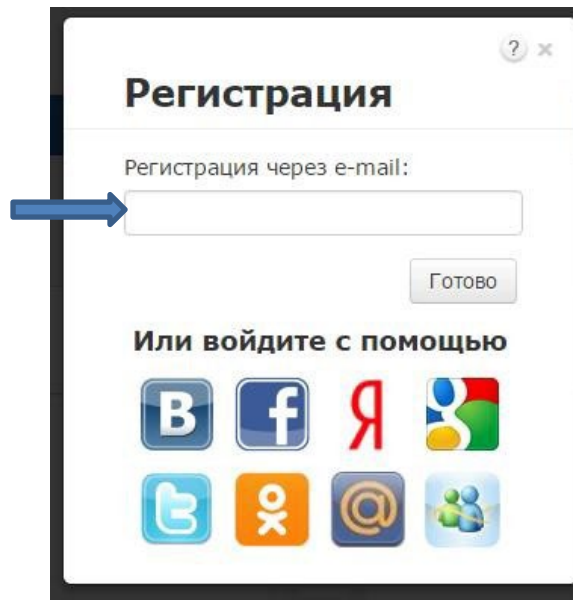 ?
Регистрация
Регистрация через e-mail:
Готово
Или войдите с помощью
В f Я g
t @